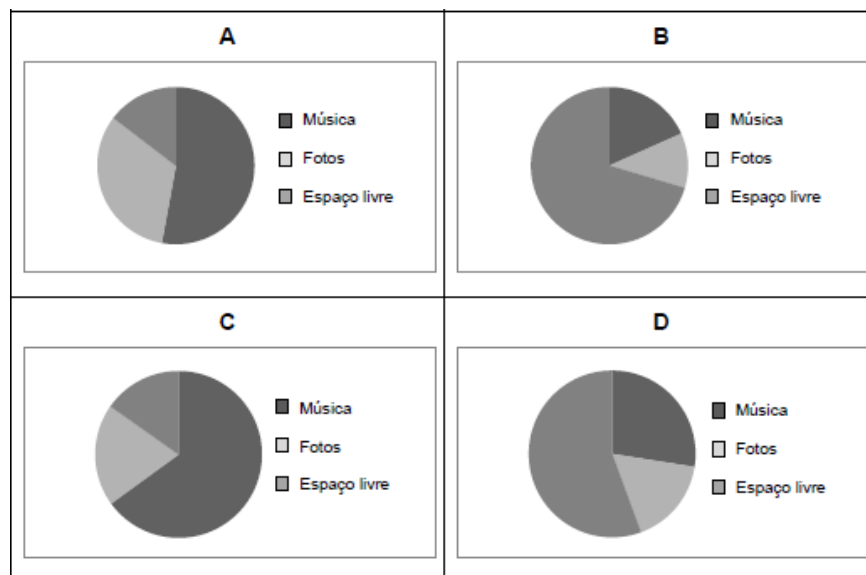 A
Música
Fotos
Espaço livre
B
Música
Fotos
Espaço livre
C
Música
Fotos
Espaço livre
D
Música
Fotos
Espaço livre